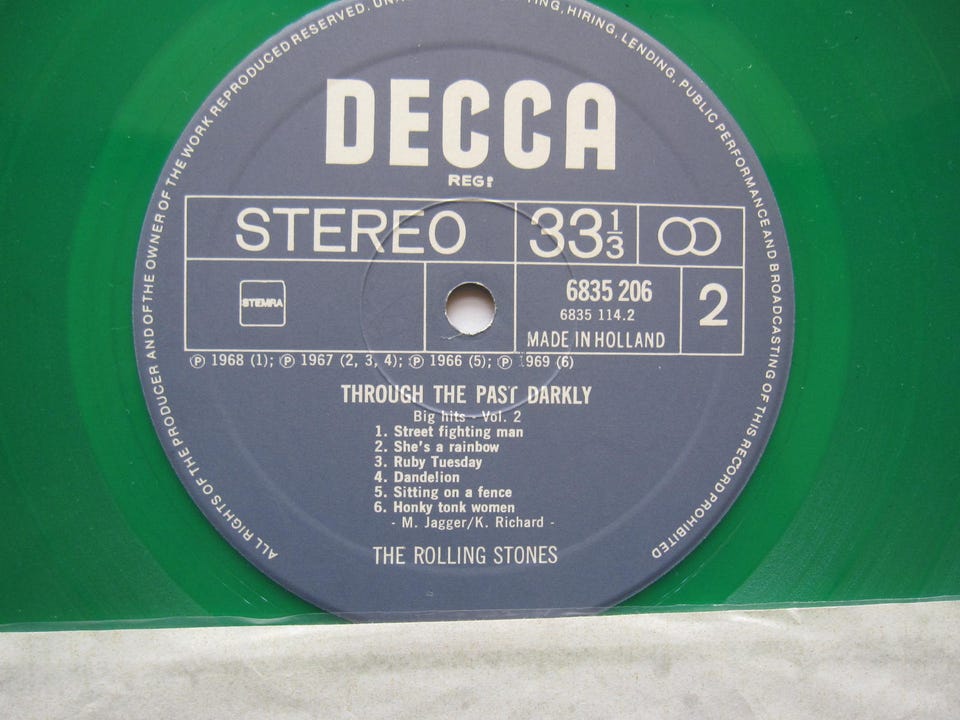 ALL RIGHTS OF THE PRODUCER AND OF THE OWNER OF THE WORK REPRODUCED RESERVED.
HIRING, LENDING, PUBLIC PERFORMANCE AND BROADCASTING OF THIS RECORD PROHIBITED
DECCA
REGD
STEREO
33 1/3
STEMRA
6835 206
6835 114.2
MADE IN HOLLAND
2
Ⓟ 1968 (1); Ⓟ 1967 (2, 3, 4); Ⓟ 1966 (5); Ⓟ 1969 (6)
THROUGH THE PAST DARKLY
Big hits - Vol. 2
1. Street fighting man
2. She's a rainbow
3. Ruby Tuesday
4. Dandelion
5. Sitting on a fence
6. Honky tonk women
- M. Jagger/K. Richard -
THE ROLLING STONES